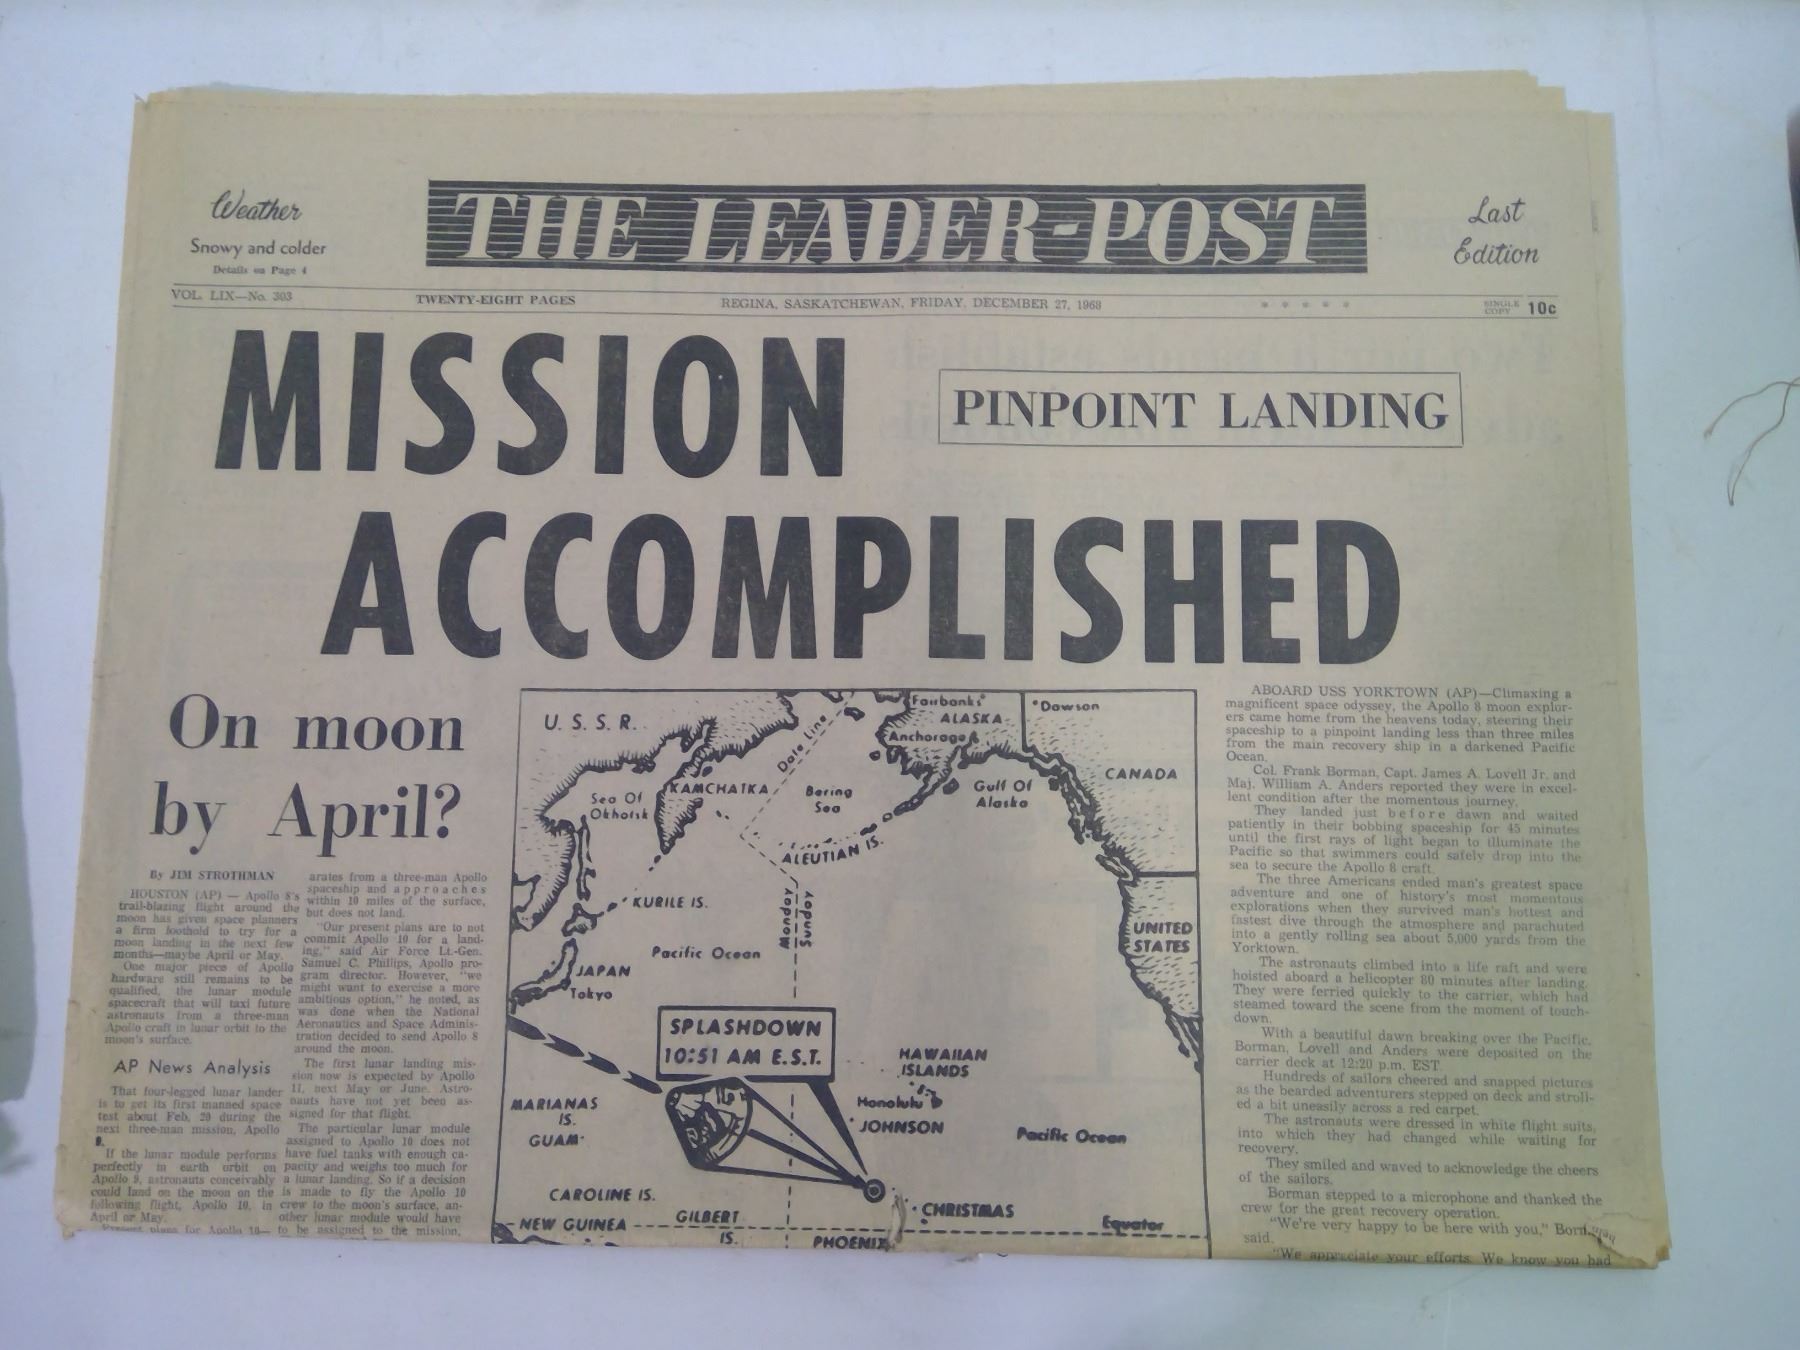 Weather
Snowy and colder
Details on Page 4
THE LEADER-POST
Last
Edition
VOL. LIX—No. 303
TWENTY-EIGHT PAGES
REGINA, SASKATCHEWAN, FRIDAY, DECEMBER 27, 1968
* * * * *
SINGLE
COPY 10c
MISSION
PINPOINT LANDING
ACCOMPLISHED
On moon
by April?
By JIM STROTHMAN
HOUSTON (AP) — Apollo 8's
trail-blazing flight around the
moon has given space planners
a firm foothold to try for a
moon landing in the next few
months—maybe April or May.
One major piece of Apollo
hardware still remains to be
qualified, the lunar module
spacecraft that will taxi future
astronauts from a three-man
Apollo craft in lunar orbit to the
moon's surface.
AP News Analysis
That four-legged lunar lander
is to get its first manned space
test about Feb. 20 during the
next three-man mission, Apollo
9.
If the lunar module performs
perfectly in earth orbit on
Apollo 9, astronauts conceivably
could land on the moon on the
following flight, Apollo 10, in
April or May.
Present plans for Apollo 10—
arates from a three-man Apollo
spaceship and approaches
within 10 miles of the surface,
but does not land.
"Our present plans are to not
commit Apollo 10 for a land-
ing," said Air Force Lt.-Gen.
Samuel C. Phillips, Apollo pro-
gram director. However, "we
might want to exercise a more
ambitious option," he noted, as
was done when the National
Aeronautics and Space Adminis-
tration decided to send Apollo 8
around the moon.
The first lunar landing mis-
sion now is expected by Apollo
11, next May or June. Astro-
nauts have not yet been as-
signed for that flight.
The particular lunar module
assigned to Apollo 10 does not
have fuel tanks with enough ca-
pacity and weighs too much for
a lunar landing. So if a decision
is made to fly the Apollo 10
crew to the moon's surface, an-
other lunar module would have
to be assigned to the mission.
U. S. S. R.
Fairbanks
ALASKA
Dawson
Anchorage
Date Line
KAMCHATKA
Sea Of
Okhotsk
Bering
Sea
Gulf Of
Alaska
CANADA
ALEUTIAN IS.
KURILE IS.
Monday
Sunday
UNITED
STATES
Pacific Ocean
JAPAN
Tokyo
SPLASHDOWN
10:51 AM E.S.T.
HAWAIIAN
ISLANDS
Honolulu
MARIANAS
IS.
GUAM
JOHNSON
Pacific Ocean
CAROLINE IS.
CHRISTMAS
NEW GUINEA
GILBERT
IS.
Equator
PHOENIX
ABOARD USS YORKTOWN (AP)—Climaxing a
magnificent space odyssey, the Apollo 8 moon explor-
ers came home from the heavens today, steering their
spaceship to a pinpoint landing less than three miles
from the main recovery ship in a darkened Pacific
Ocean.
Col. Frank Borman, Capt. James A. Lovell Jr. and
Maj. William A. Anders reported they were in excel-
lent condition after the momentous journey.
They landed just before dawn and waited
patiently in their bobbing spaceship for 45 minutes
until the first rays of light began to illuminate the
Pacific so that swimmers could safely drop into the
sea to secure the Apollo 8 craft.
The three Americans ended man's greatest space
adventure and one of history's most momentous
explorations when they survived man's hottest and
fastest dive through the atmosphere and parachuted
into a gently rolling sea about 5,000 yards from the
Yorktown.
The astronauts climbed into a life raft and were
hoisted aboard a helicopter 80 minutes after landing.
They were ferried quickly to the carrier, which had
steamed toward the scene from the moment of touch-
down.
With a beautiful dawn breaking over the Pacific,
Borman, Lovell and Anders were deposited on the
carrier deck at 12:20 p.m. EST.
Hundreds of sailors cheered and snapped pictures
as the bearded adventurers stepped on deck and stroll-
ed a bit uneasily across a red carpet.
The astronauts were dressed in white flight suits,
into which they had changed while waiting for
recovery.
They smiled and waved to acknowledge the cheers
of the sailors.
Borman stepped to a microphone and thanked the
crew for the great recovery operation.
"We're very happy to be here with you," Borman
said.
"We appreciate your efforts. We know you had